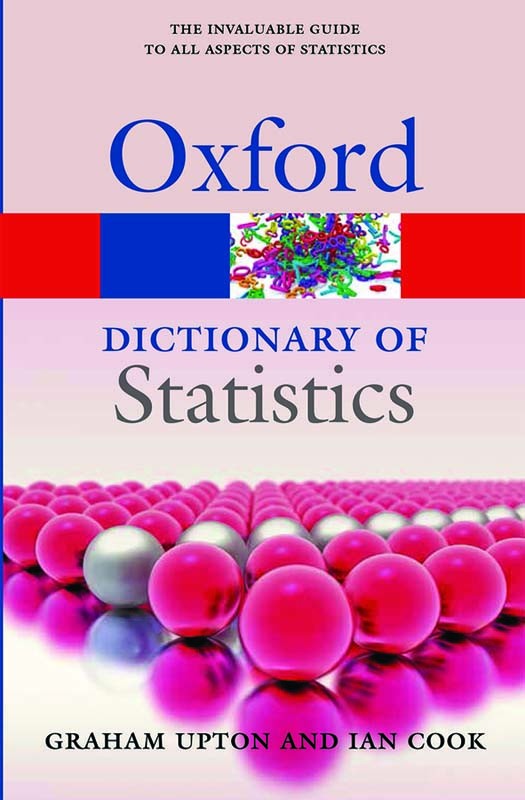 THE INVALUABLE GUIDE
TO ALL ASPECTS OF STATISTICS
Oxford
DICTIONARY OF
Statistics
GRAHAM UPTON AND IAN COOK